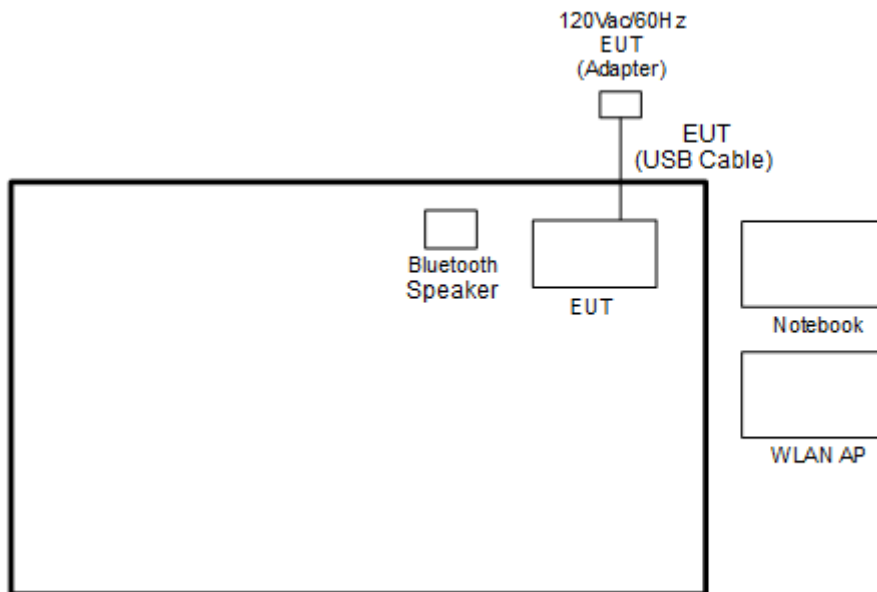 120Vac/60Hz
EUT
(Adapter)
EUT
(USB Cable)
Bluetooth
Speaker
EUT
Notebook
WLAN AP